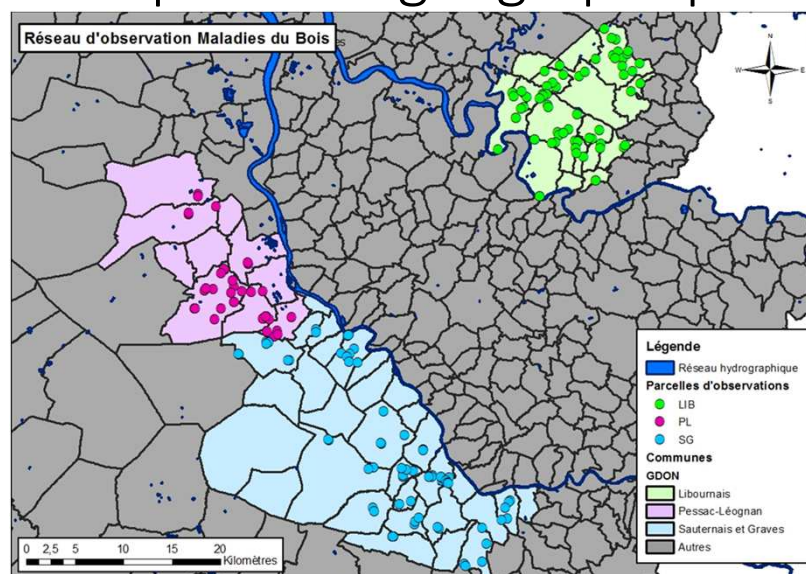 Réseau d'observation Maladies du Bois
N
W E
S
Légende
Réseau hydrographique
Parcelles d'observations
LIB
PL
SG
Communes
GDON
Libournais
Pessac-Léognan
Sauternais et Graves
Autres
0 2,5 5 10 15 20
Kilomètres